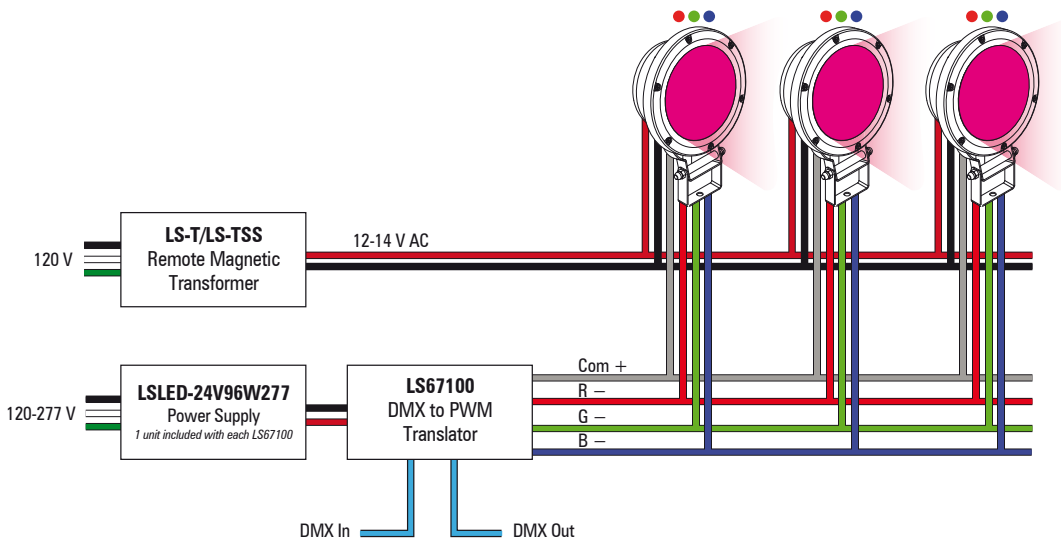 120 V
LS-T/LS-TSS
Remote Magnetic
Transformer
12-14 V AC
120-277 V
LSLED-24V96W277
Power Supply
1 unit included with each LS67100
LS67100
DMX to PWM
Translator
Com +
R –
G –
B –
DMX In
DMX Out